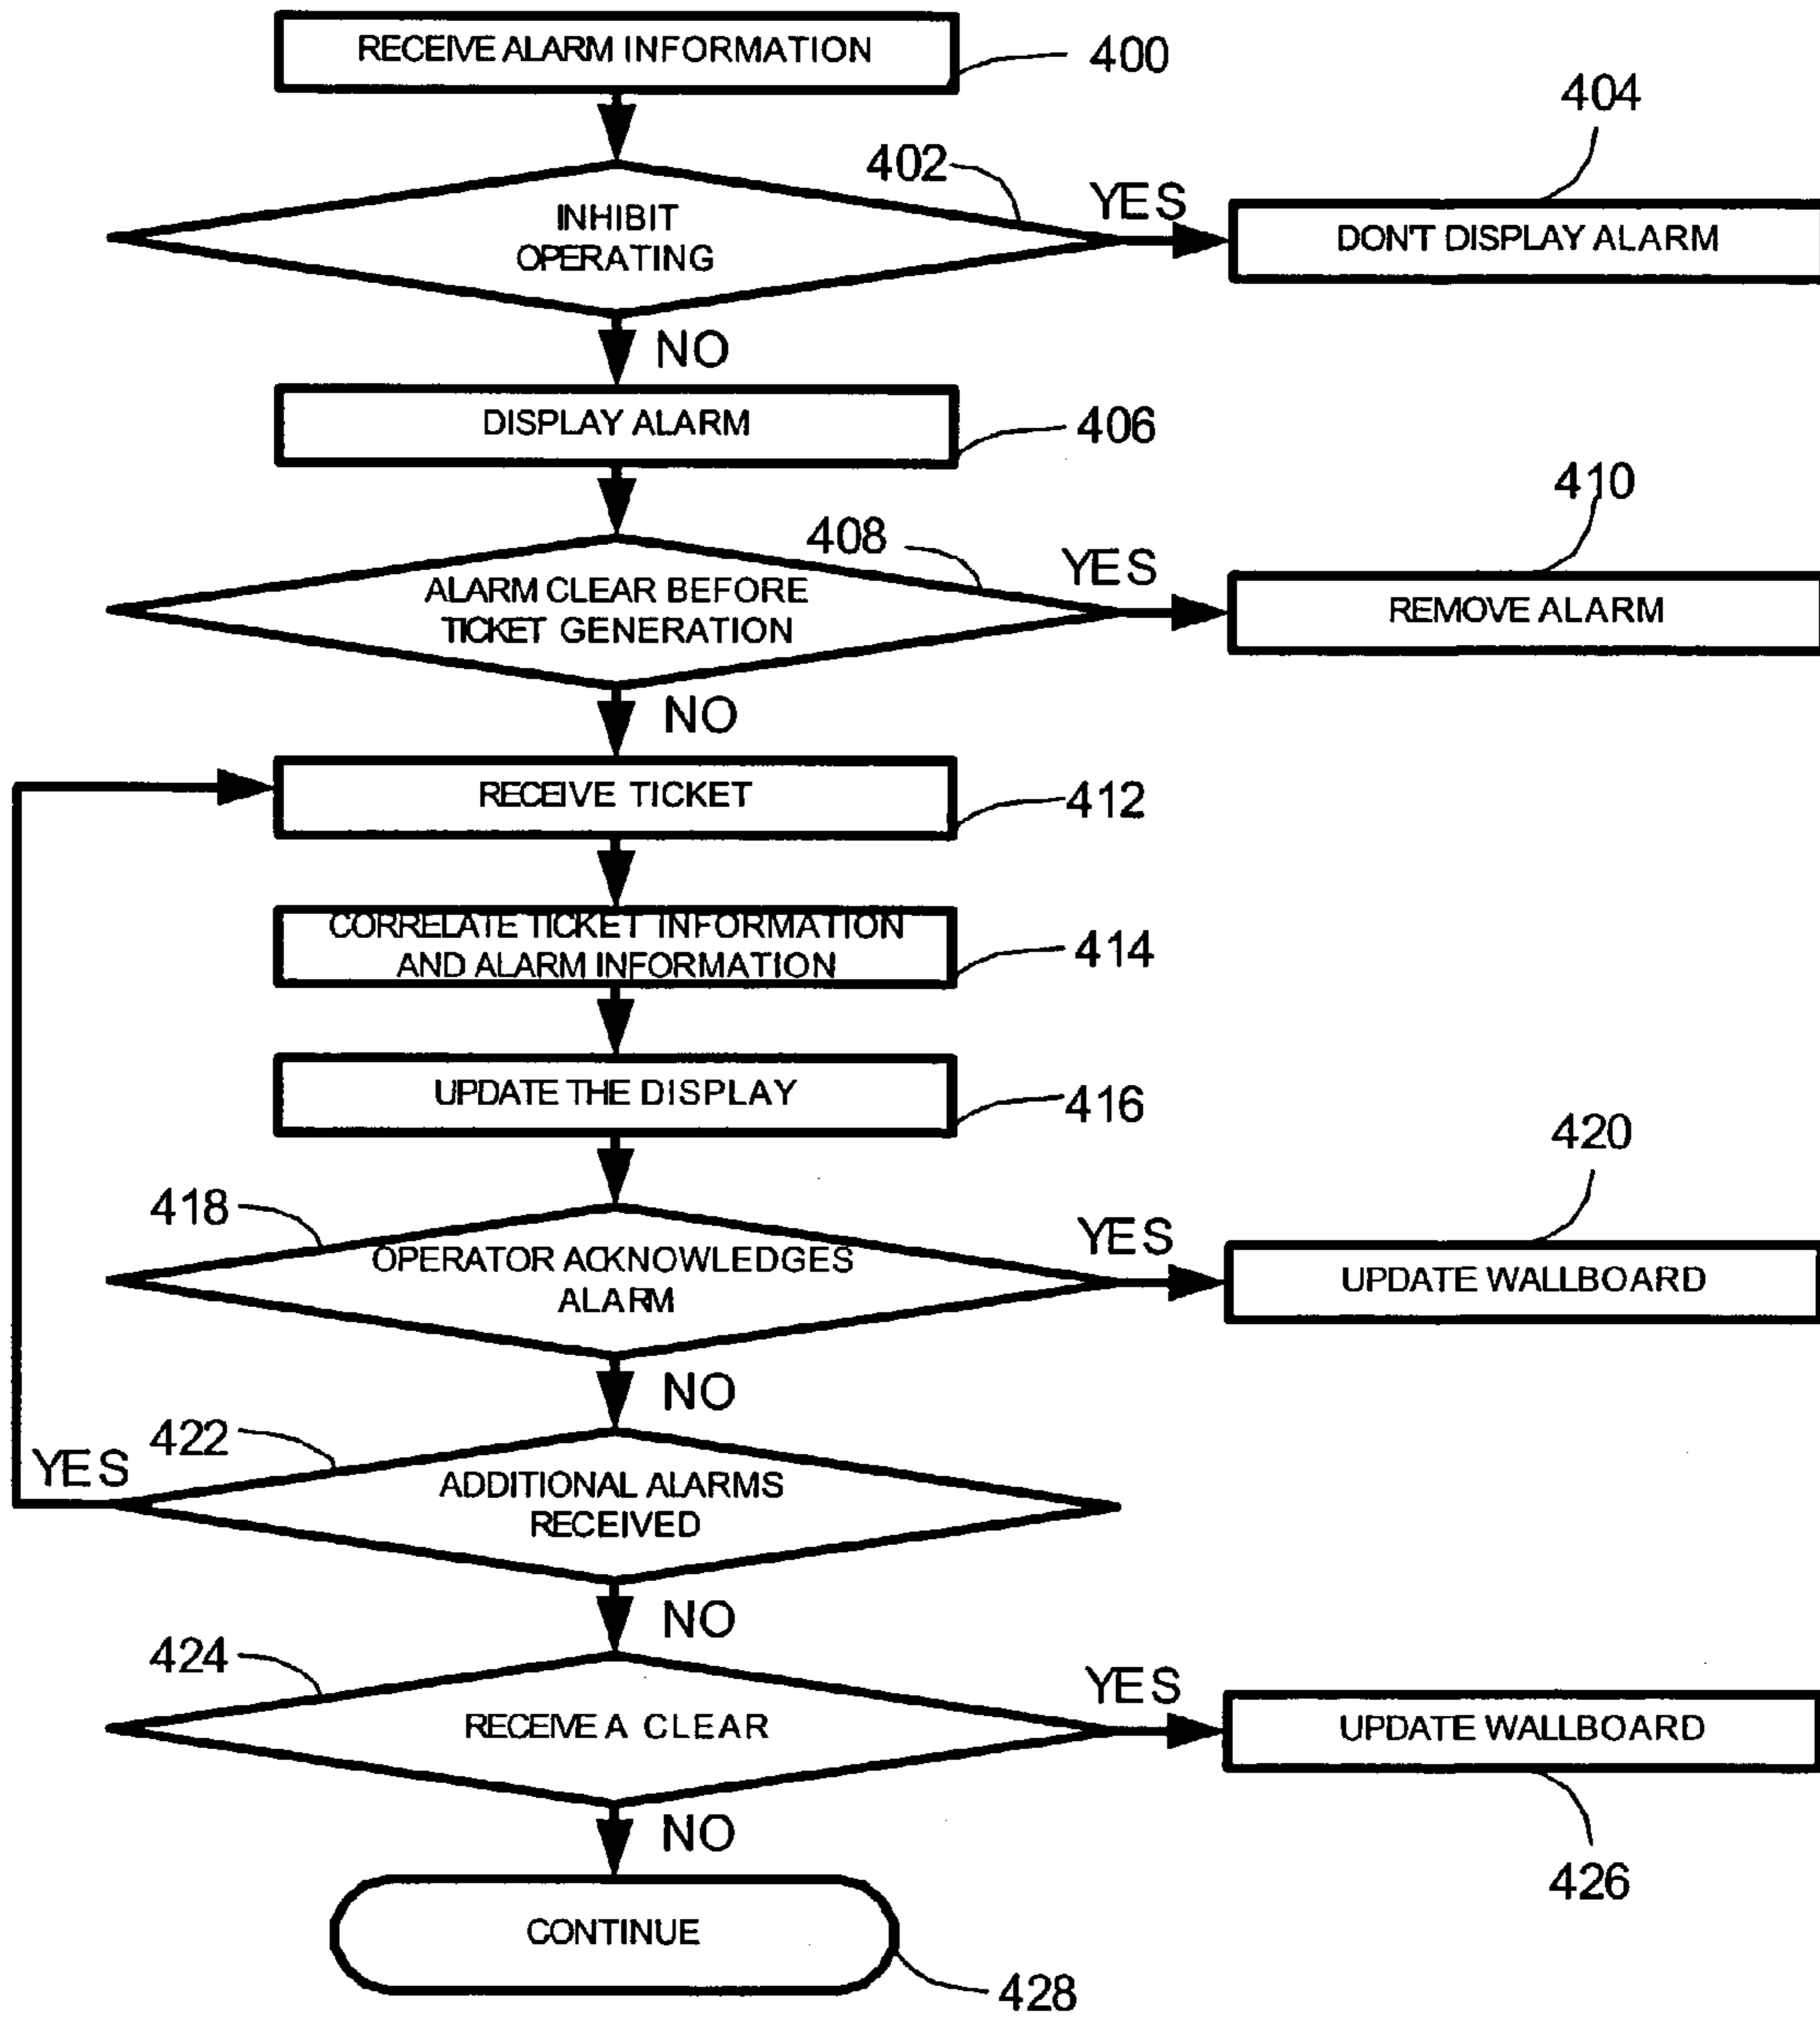 RECEIVE ALARM INFORMATION
400
404
402
YES
INHIBIT
OPERATING
DON'T DISPLAY ALARM
NO
DISPLAY ALARM
406
410
408
YES
ALARM CLEAR BEFORE
TICKET GENERATION
REMOVE ALARM
NO
RECEIVE TICKET
412
CORRELATE TICKET INFORMATION
AND ALARM INFORMATION
414
UPDATE THE DISPLAY
416
420
418
YES
OPERATOR ACKNOWLEDGES
ALARM
UPDATE WALLBOARD
NO
422
YES
ADDITIONAL ALARMS
RECEIVED
NO
424
YES
RECEIVE A CLEAR
UPDATE WALLBOARD
NO
426
CONTINUE
428